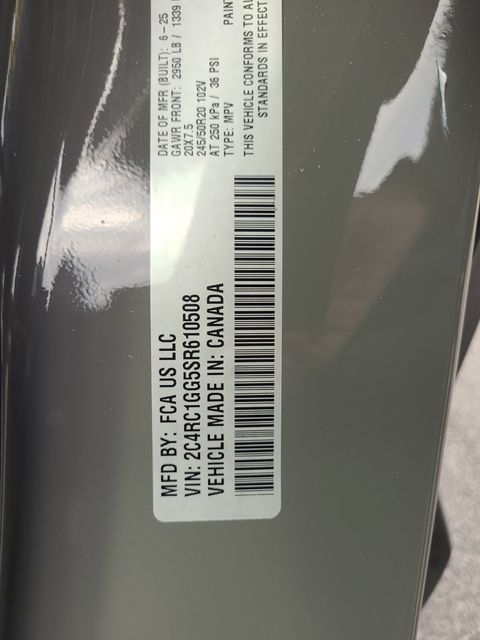 MFD BY: FCA US LLC
VIN: 2C4RC1GG5SR610508
VEHICLE MADE IN: CANADA
DATE OF MFR (BUILT): 6-25
GAWR FRONT: 2950 LB / 1339
20X7.5
245/50R20 102V
AT 250 kPa / 36 PSI
TYPE: MPV
THIS VEHICLE CONFORMS TO
STANDARDS IN EFFECT